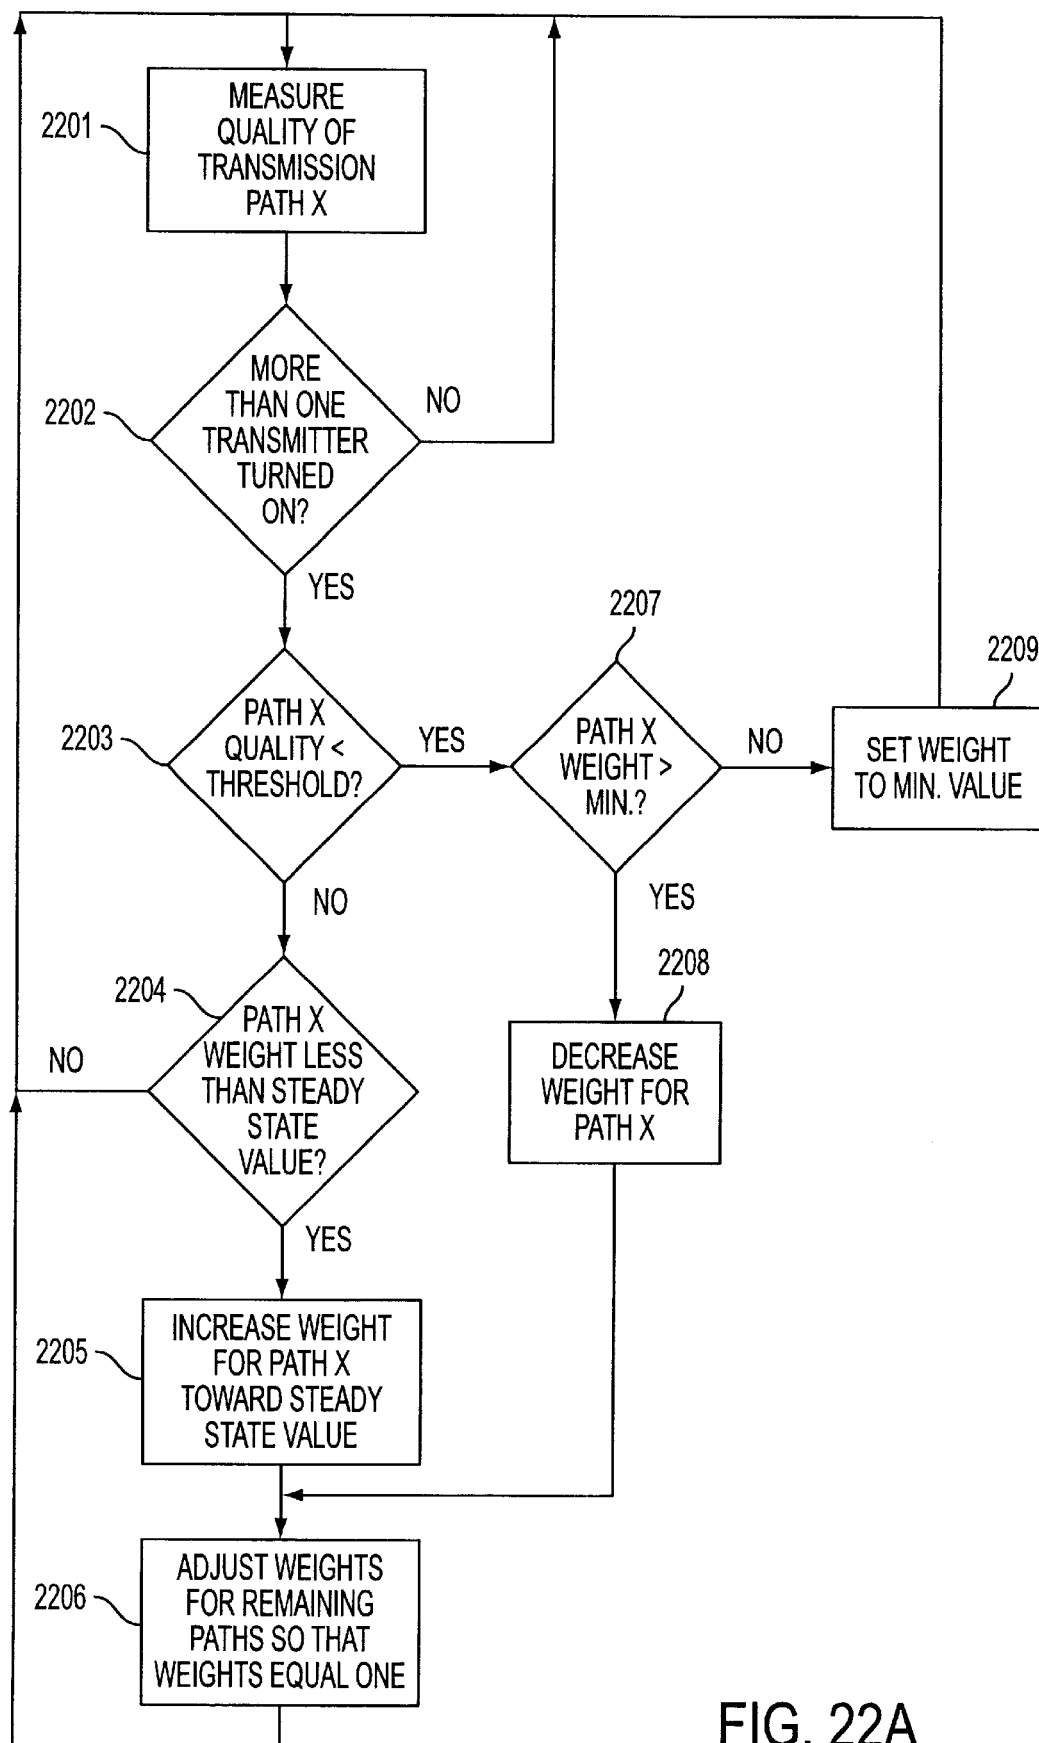 2201
MEASURE
QUALITY OF
TRANSMISSION
PATH X
2202
MORE
THAN ONE
TRANSMITTER
TURNED
ON?
NO
YES
2203
PATH X
QUALITY <
THRESHOLD?
YES
NO
2207
PATH X
WEIGHT >
MIN.?
NO
YES
2209
SET WEIGHT
TO MIN. VALUE
2204
PATH X
WEIGHT LESS
THAN STEADY
STATE
VALUE?
NO
YES
2208
DECREASE
WEIGHT FOR
PATH X
2205
INCREASE WEIGHT
FOR PATH X
TOWARD STEADY
STATE VALUE
2206
ADJUST WEIGHTS
FOR REMAINING
PATHS SO THAT
WEIGHTS EQUAL ONE
FIG. 22A